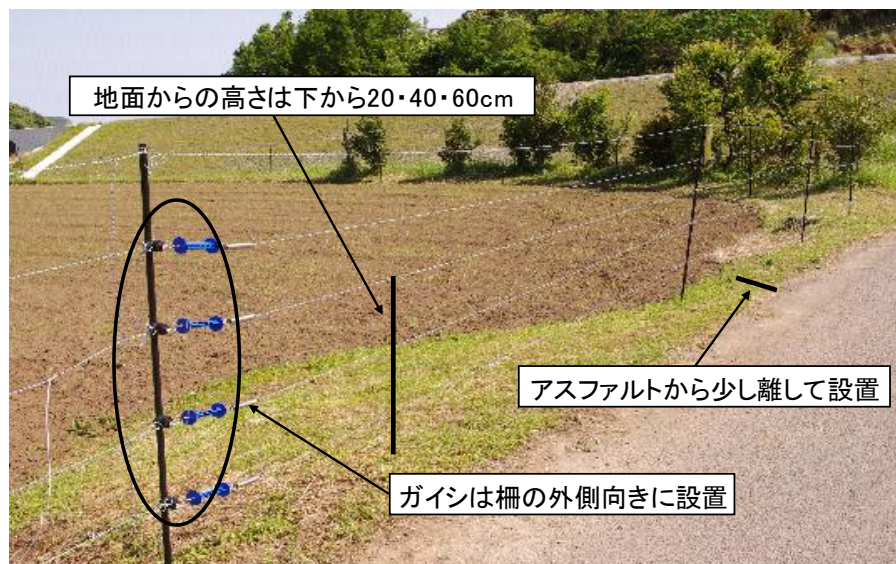 地面からの高さは下から20・40・60cm
アスファルトから少し離して設置
ガイシは柵の外側向きに設置